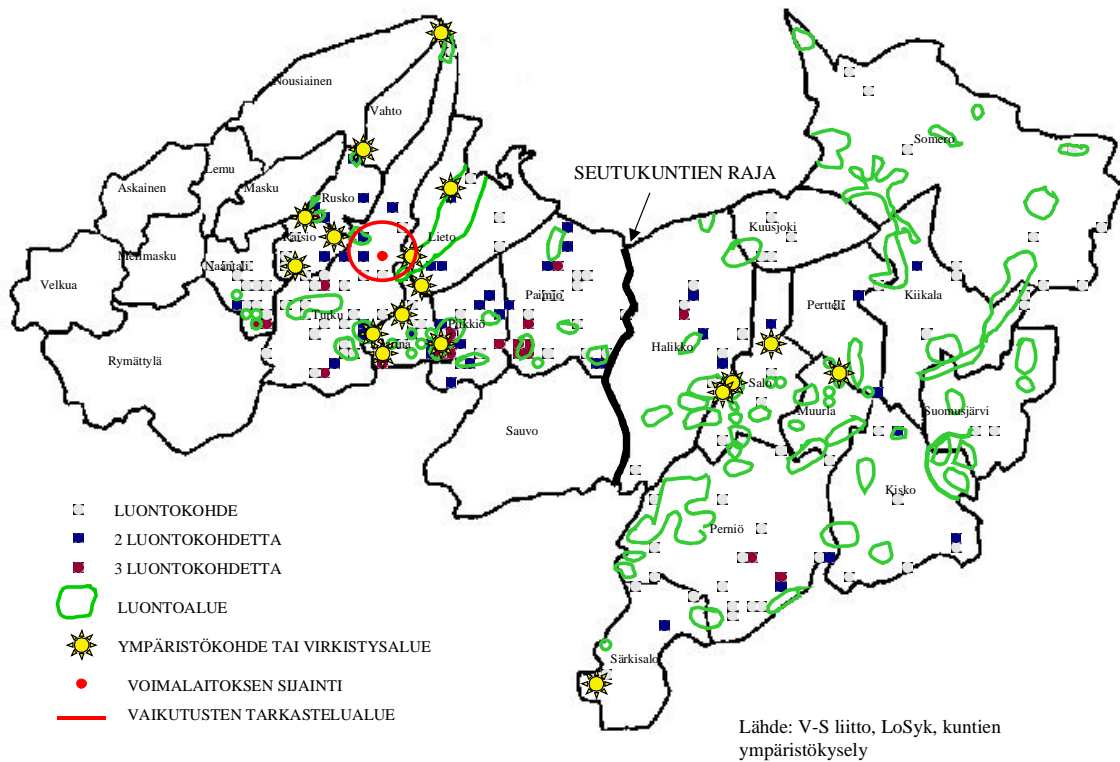 Nousiainen
Vahto
Somero
Lemu
SEUTUKUNTIEN RAJA
Askainen
Masku
Rusko
Kuusjoki
Raisio
Lieto
Merimasku
Naantali
Velkua
Paimio
Kiikala
Pertteli
Turku
Piikkiö
Halikko
Kaarina
Rymättylä
Salo
Muurla
Suomusjärvi
Sauvo
Kisko
Perniö
Särkisalo
LUONTOKOHDE
2 LUONTOKOHDETTA
3 LUONTOKOHDETTA
LUONTOALUE
YMPÄRISTÖKOHDE TAI VIRKISTYSALUE
VOIMALAITOKSEN SIJAINTI
VAIKUTUSTEN TARKASTELUALUE
Lähde: V-S liitto, LoSyk, kuntien
ympäristökysely